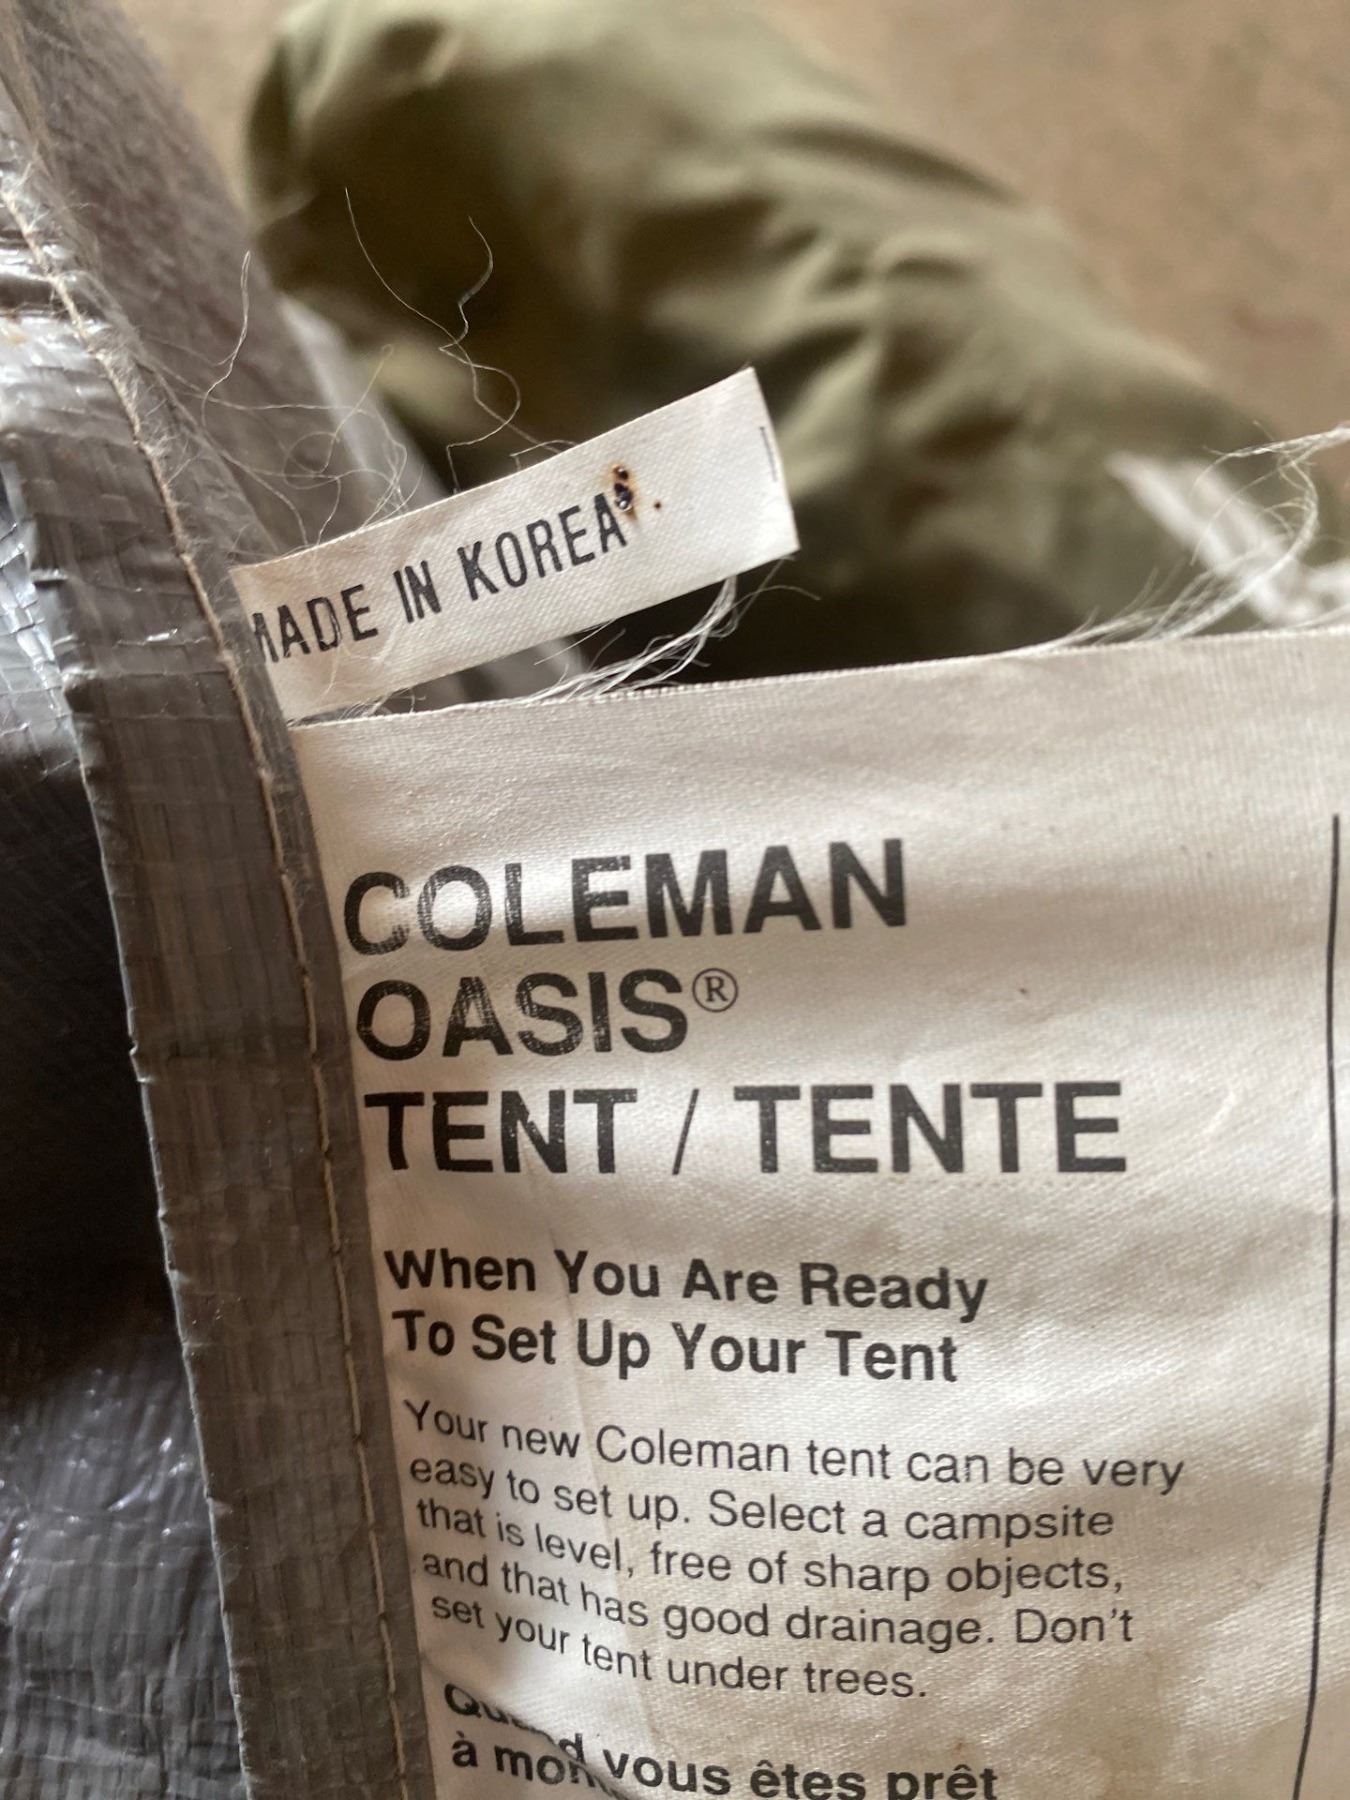 MADE IN KOREA
COLEMAN
OASIS®
TENT / TENTE
When You Are Ready
To Set Up Your Tent
Your new Coleman tent can be very
easy to set up. Select a campsite
that is level, free of sharp objects,
and that has good drainage. Don't
set your tent under trees.
vous êtes prêt
à